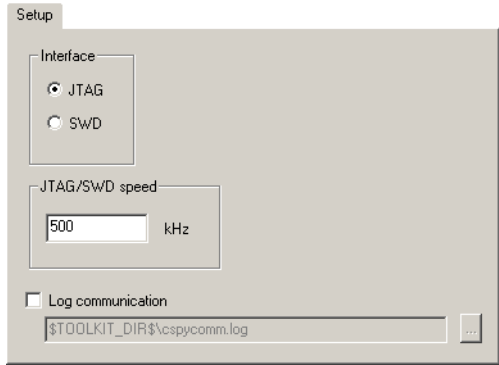 Setup
Interface
JTAG
SWD
JTAG/SWD speed
500 kHz
Log communication
$TOOLKIT_DIR$\cspycomm.log ...